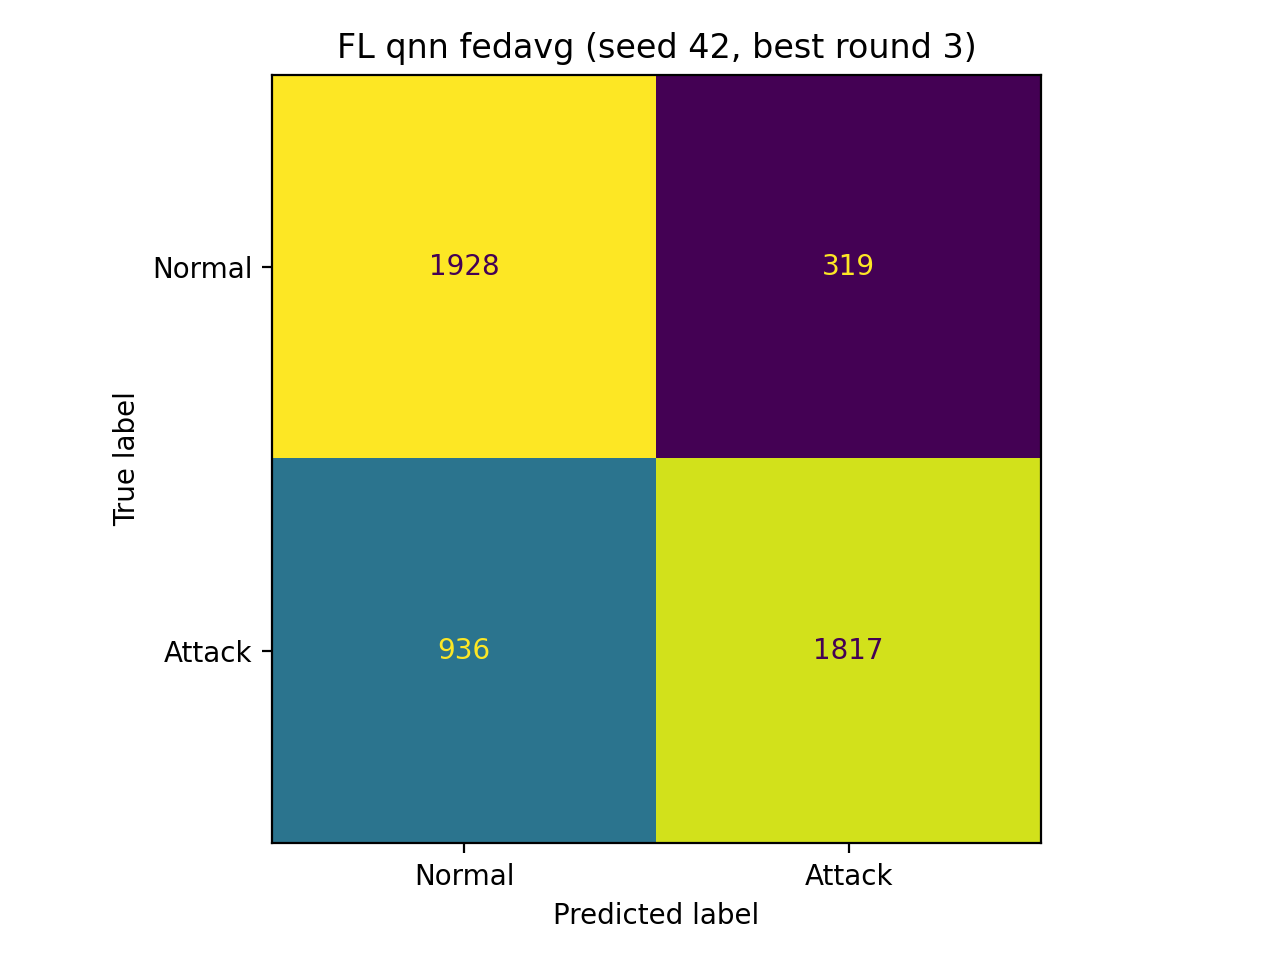 FL qnn fedavg (seed 42, best round 3)
Normal
1928
319
True label
Attack
936
1817
Normal
Attack
Predicted label